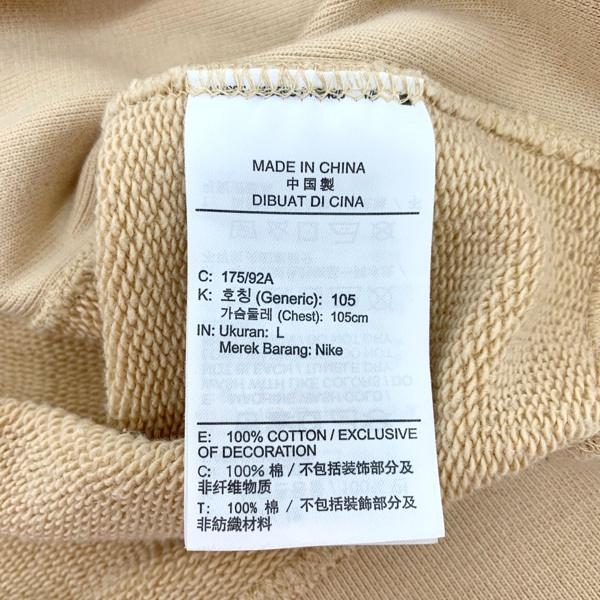 MADE IN CHINA
中国製
DIBUAT DI CINA
C: 175/92A
K: 호칭 (Generic): 105
가슴둘레 (Chest): 105cm
IN: Ukuran: L
Merek Barang: Nike
E: 100% COTTON / EXCLUSIVE
OF DECORATION
C: 100% 棉 / 不包括装饰部分及
非纤维物质
T: 100% 棉 / 不包括裝飾部分及
非紡織材料